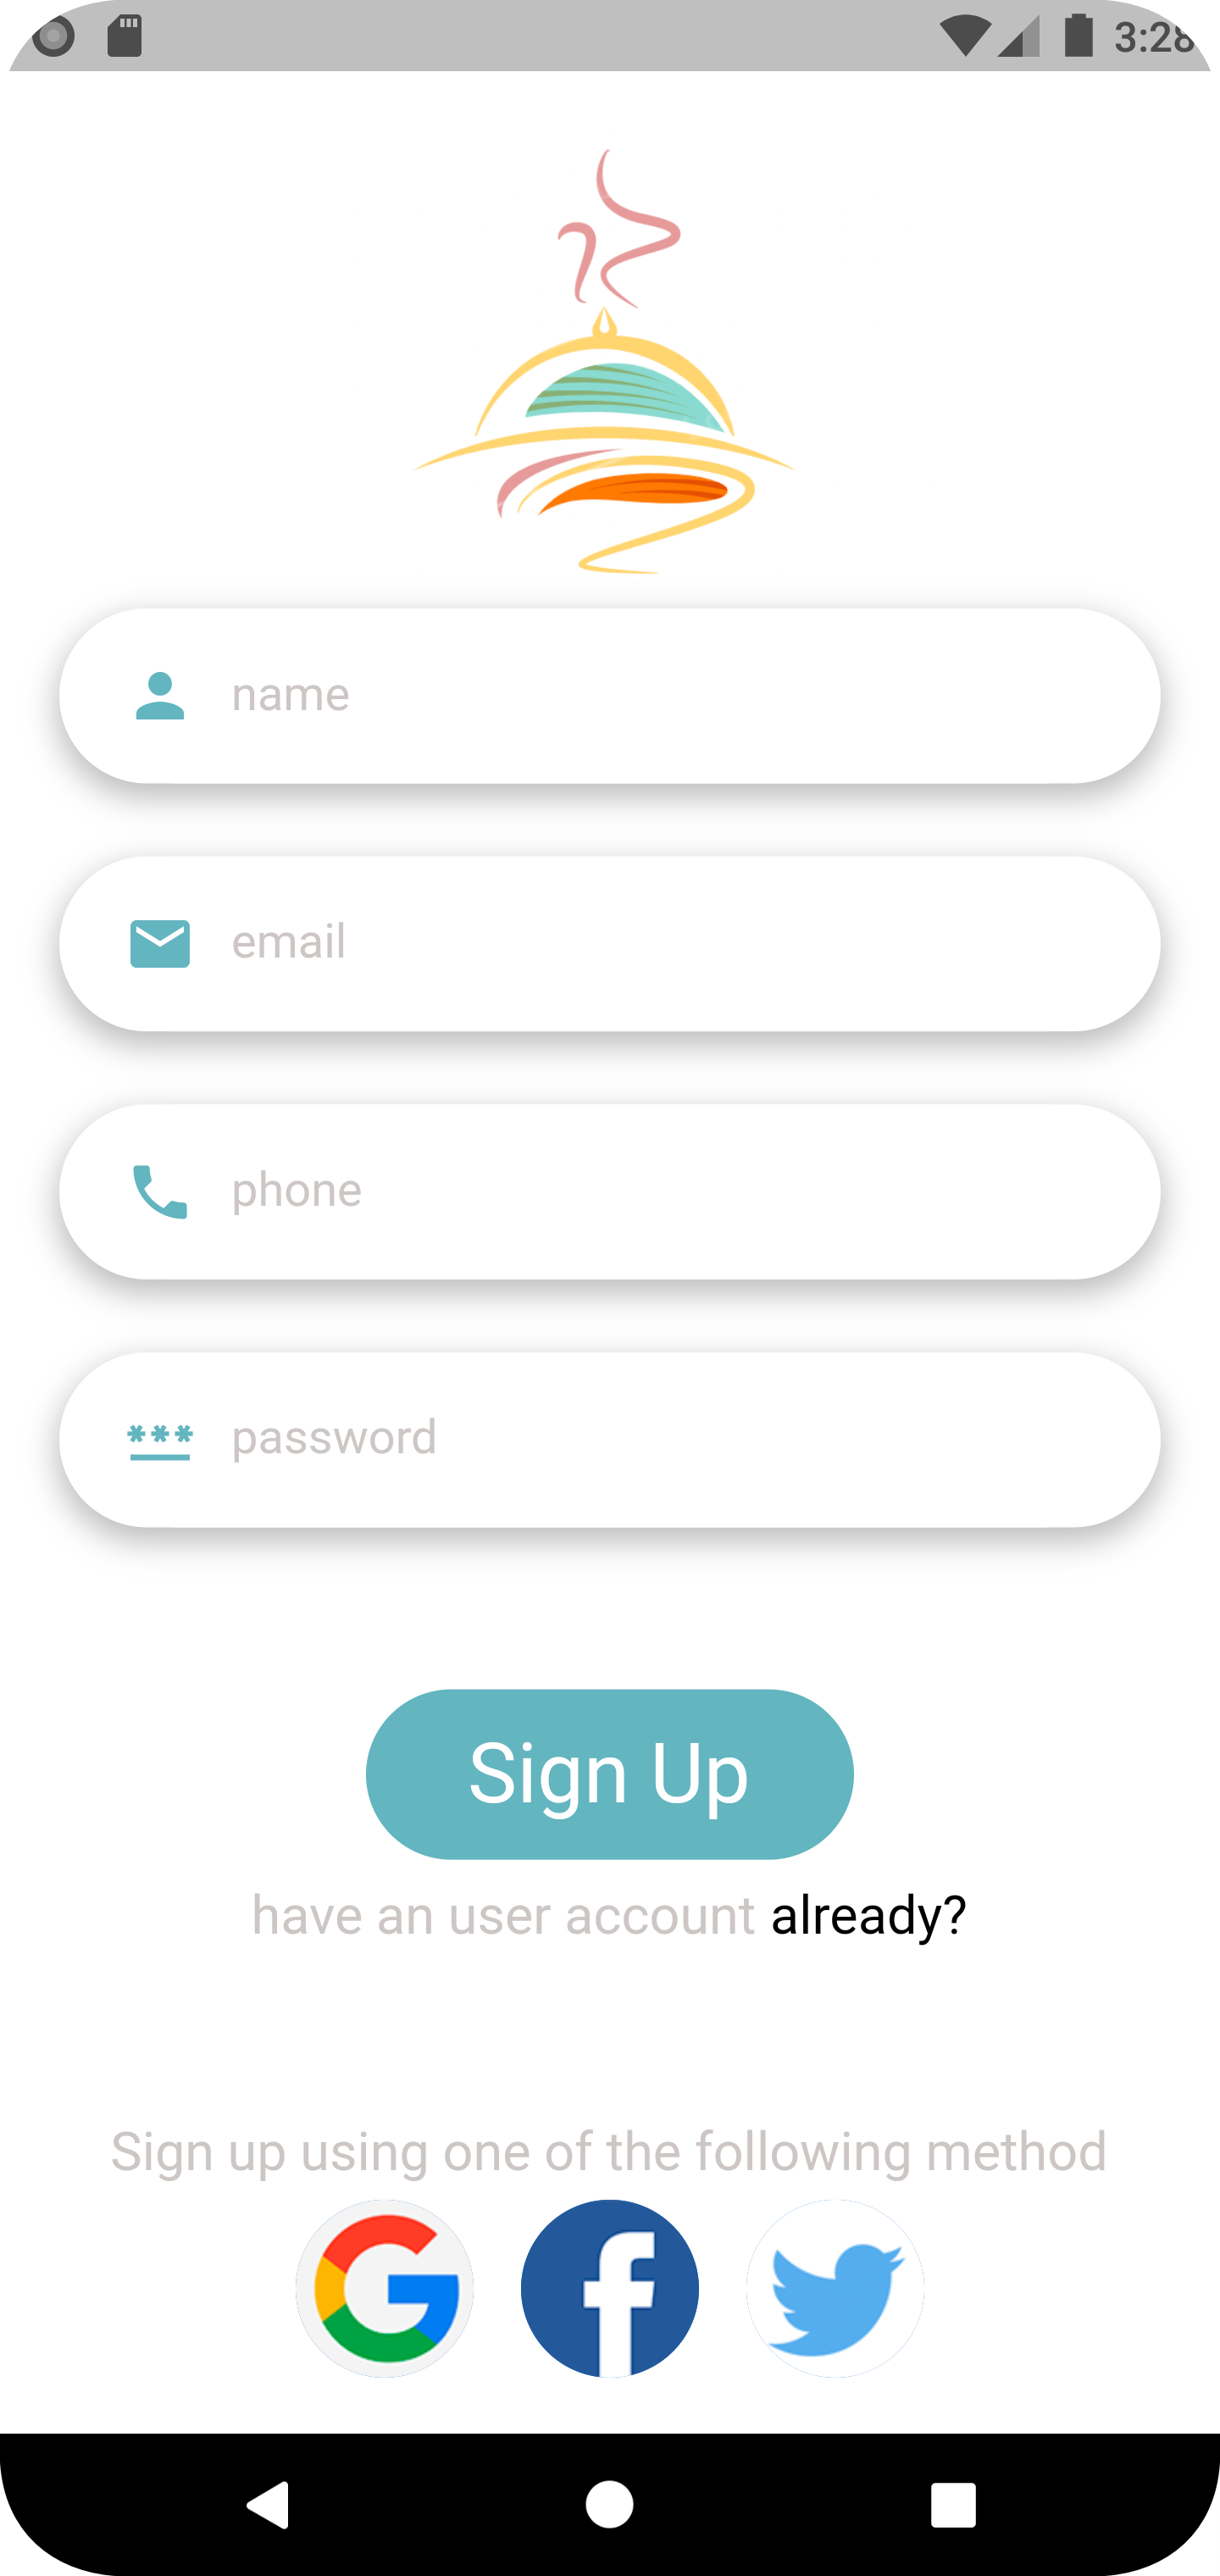 3:28
name
email
phone
password
Sign Up
have an user account already?
Sign up using one of the following method